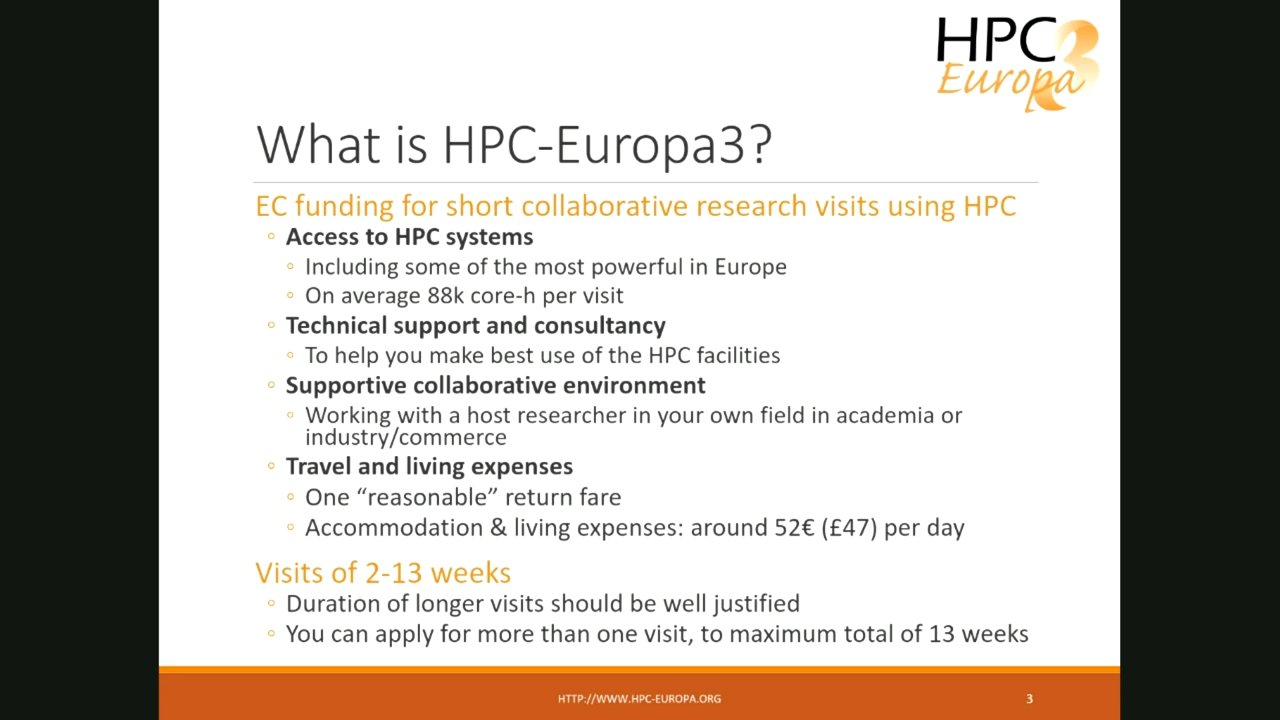 HPC 3
Europa
What is HPC-Europa3?
EC funding for short collaborative research visits using HPC
◦ Access to HPC systems
◦ Including some of the most powerful in Europe
◦ On average 88k core-h per visit
◦ Technical support and consultancy
◦ To help you make best use of the HPC facilities
◦ Supportive collaborative environment
◦ Working with a host researcher in your own field in academia or
industry/commerce
◦ Travel and living expenses
◦ One “reasonable” return fare
◦ Accommodation & living expenses: around 52€ (£47) per day
Visits of 2-13 weeks
◦ Duration of longer visits should be well justified
◦ You can apply for more than one visit, to maximum total of 13 weeks
HTTP://WWW.HPC-EUROPA.ORG
3